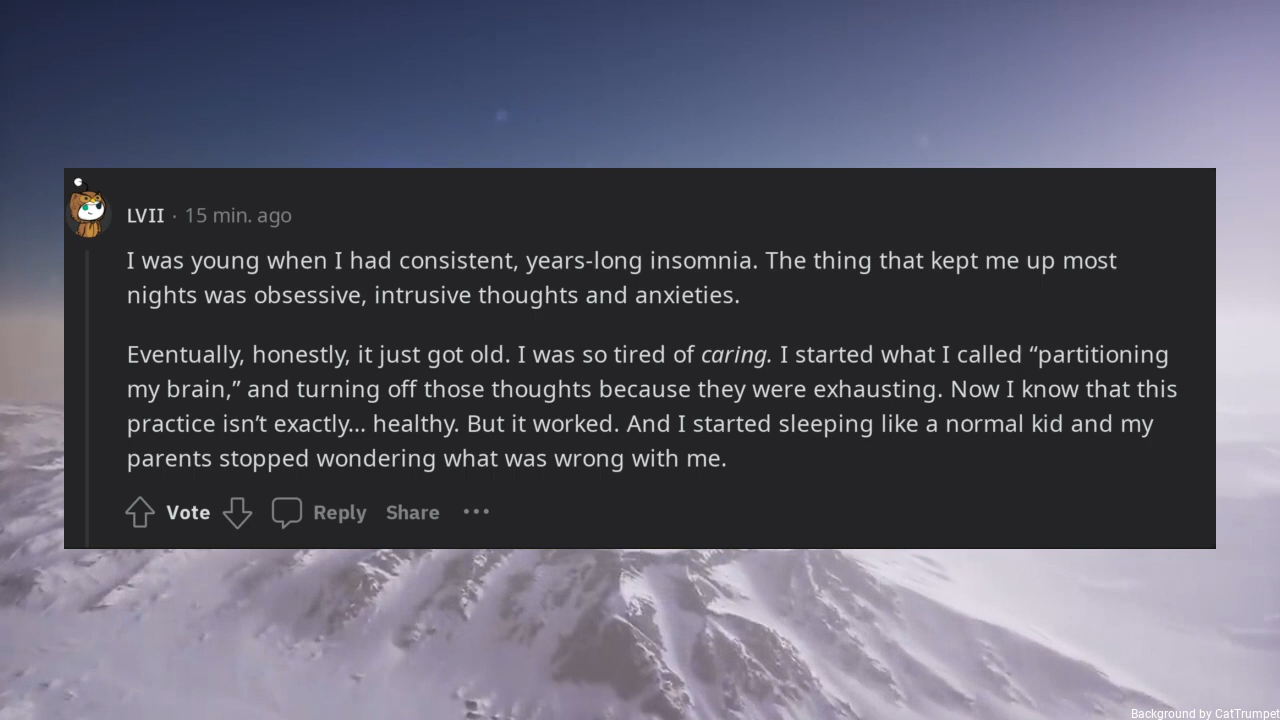 LVII · 15 min. ago
I was young when I had consistent, years-long insomnia. The thing that kept me up most
nights was obsessive, intrusive thoughts and anxieties.
Eventually, honestly, it just got old. I was so tired of caring. I started what I called “partitioning
my brain,” and turning off those thoughts because they were exhausting. Now I know that this
practice isn’t exactly... healthy. But it worked. And I started sleeping like a normal kid and my
parents stopped wondering what was wrong with me.
Vote Reply Share ···
Background by CatTrumpet